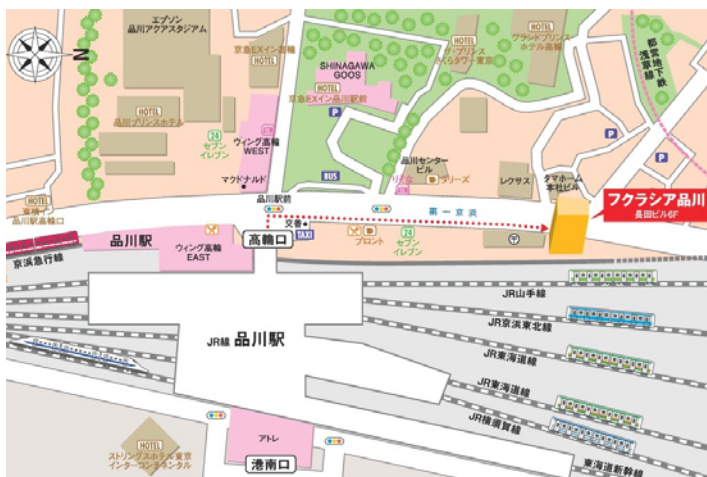 エプソン
品川アクアスタジアム
N
HOTEL
品川プリンスホテル
京急EXイン高輪
HOTEL
SHINAGAWA
GOOS
HOTEL
京急EXイン品川駅前
P
HOTEL
ザ・プリンス
さくらタワー東京
HOTEL
グランドプリンス
ホテル高輪
都営地下鉄
浅草線
24
セブン
イレブン
ウィング高輪
WEST
マクドナルド
P
P
BUS
品川センター
ビル
りそな
タリーズ
レクサス
タマホーム
本社ビル
フクラシア品川
長田ビル6F
HOTEL
東横イン
品川駅高輪口
品川駅前
第一京浜
交番
TAXI
高輪口
プロント
24
セブン
イレブン
〒
京浜急行線
品川駅
ウィング高輪
EAST
JR線 品川駅
JR山手線
JR京浜東北線
JR東海道線
JR東海道線
JR横須賀線
東海道新幹線
HOTEL
ストリングスホテル東京
インターコンチネンタル
アトレ
港南口